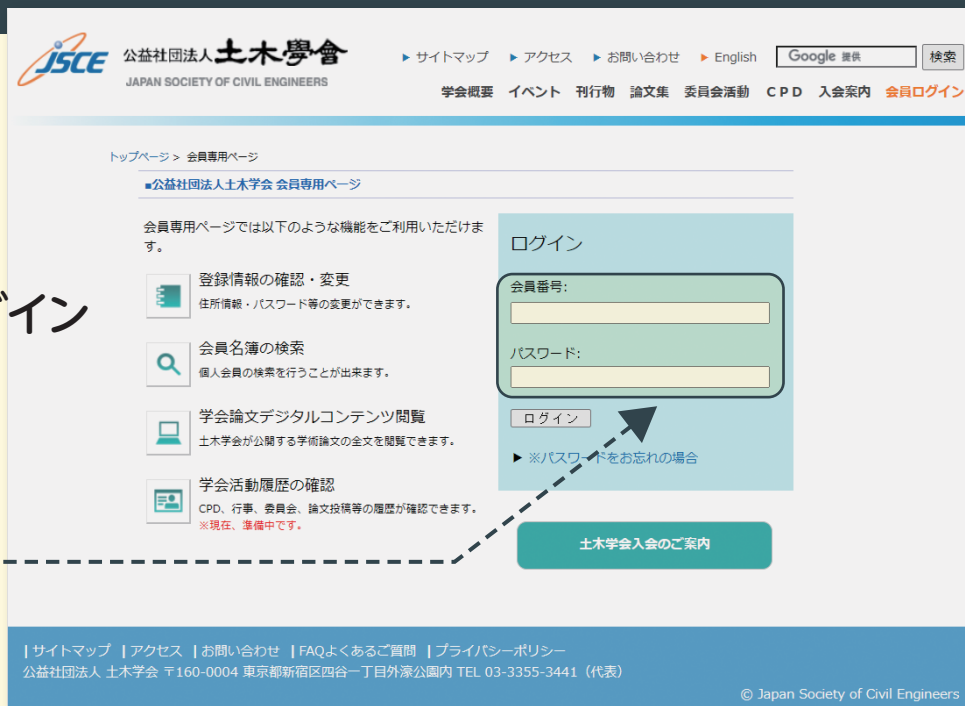 JSCE 公益社団法人 土木學會
JAPAN SOCIETY OF CIVIL ENGINEERS
▶ サイトマップ ▶ アクセス ▶ お問い合わせ ▶ English Google 提供 検索
学会概要 イベント 刊行物 論文集 委員会活動 CPD 入会案内 会員ログイン
トップページ > 会員専用ページ
■公益社団法人土木学会 会員専用ページ
会員専用ページでは以下のような機能をご利用いただけま
す。
登録情報の確認・変更
住所情報・パスワード等の変更ができます。
会員名簿の検索
個人会員の検索を行うことが出来ます。
学会論文デジタルコンテンツ閲覧
土木学会が公開する学術論文の全文を閲覧できます。
学会活動履歴の確認
CPD、行事、委員会、論文投稿等の履歴が確認できます。
※現在、準備中です。
イン
ログイン
会員番号:
パスワード:
ログイン
▶ ※パスワードをお忘れの場合
土木学会入会のご案内
| サイトマップ | アクセス | お問い合わせ | FAQよくあるご質問 | プライバシーポリシー
公益社団法人 土木学会 〒160-0004 東京都新宿区四谷一丁目外濠公園内 TEL 03-3355-3441（代表）
© Japan Society of Civil Engineers